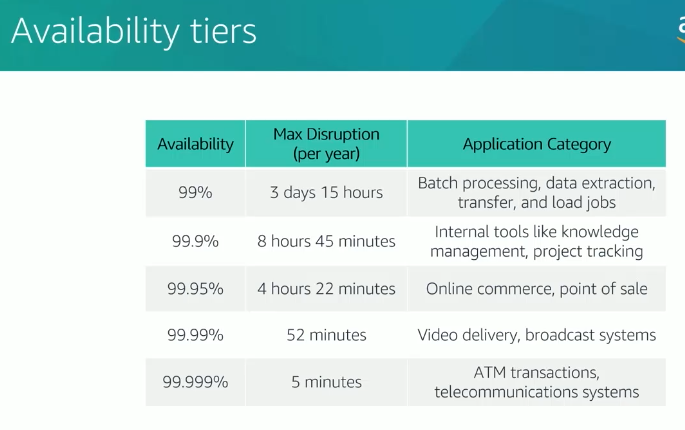 Availability tiers
Availability
Max Disruption
(per year)
Application Category
99%
3 days 15 hours
Batch processing, data extraction,
transfer, and load jobs
99.9%
8 hours 45 minutes
Internal tools like knowledge
management, project tracking
99.95%
4 hours 22 minutes
Online commerce, point of sale
99.99%
52 minutes
Video delivery, broadcast systems
99.999%
5 minutes
ATM transactions,
telecommunications systems